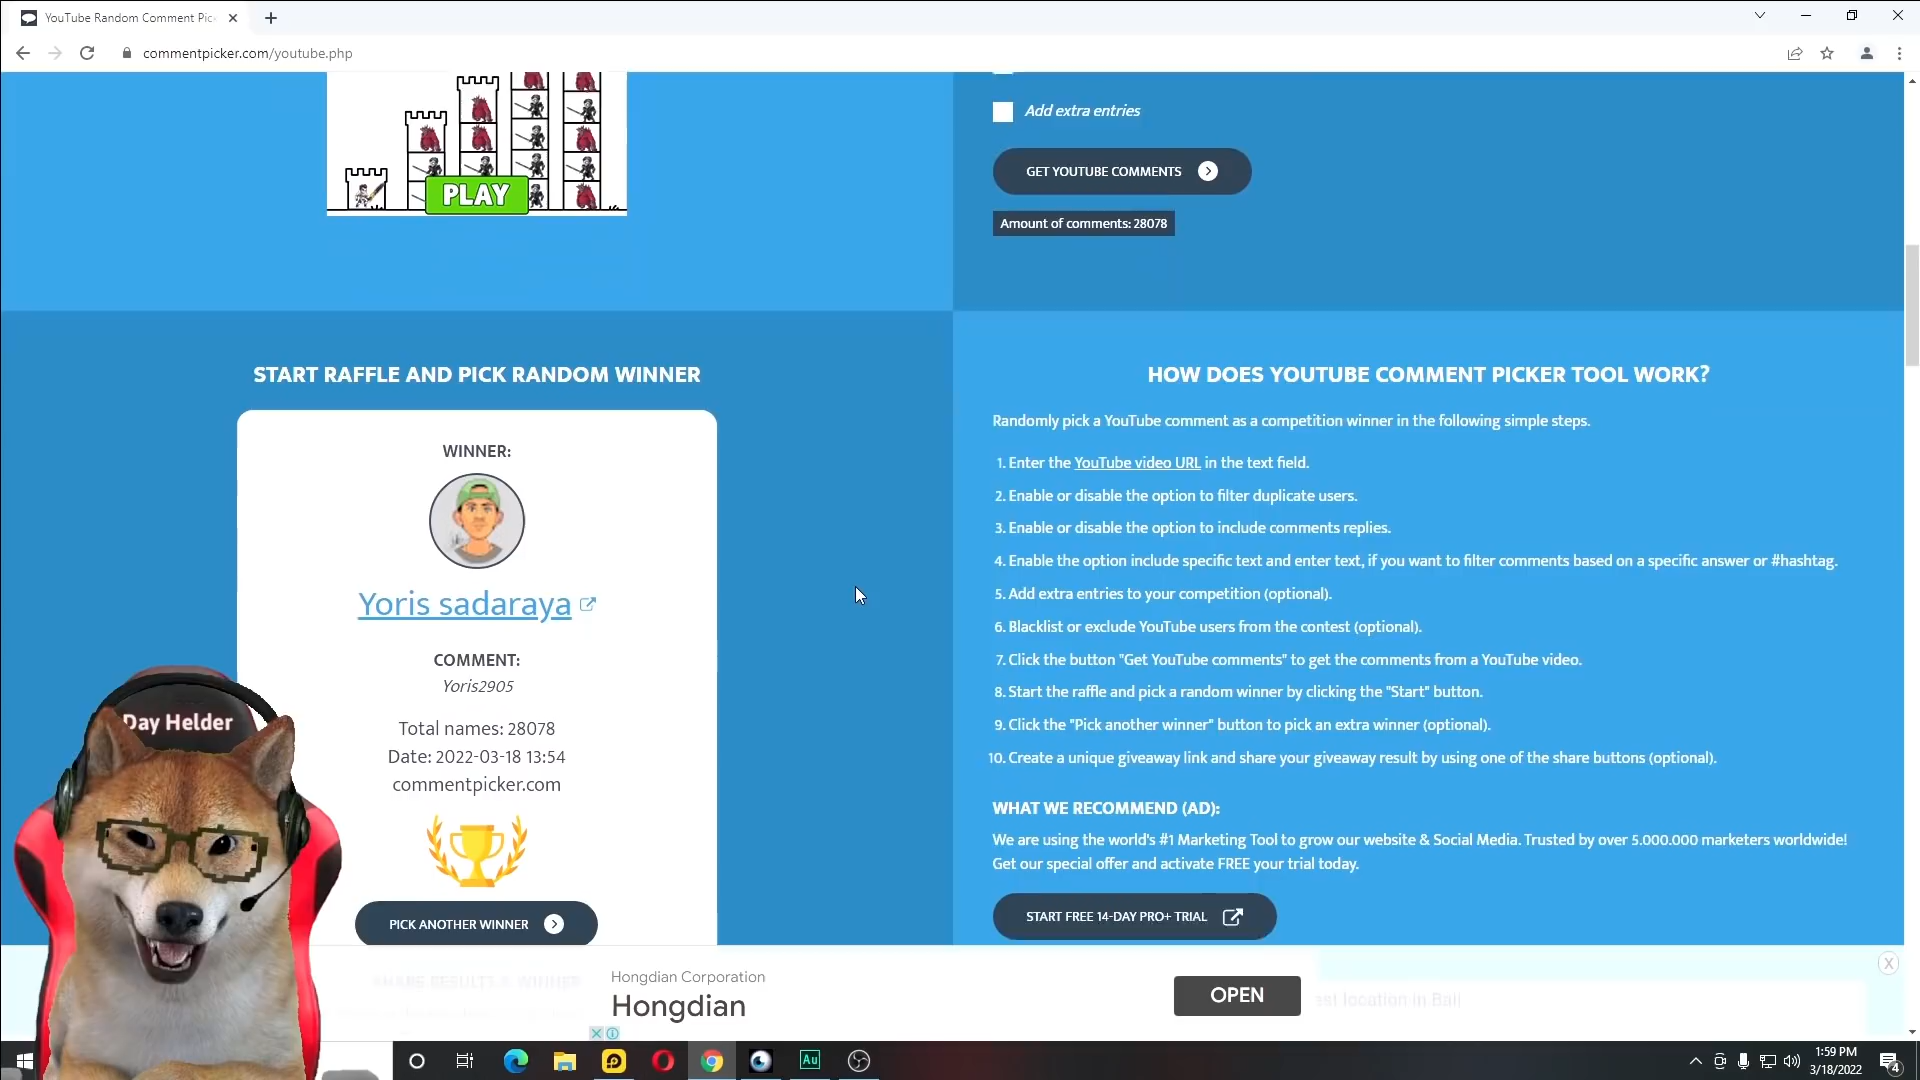 YouTube Random Comment Pic
commentpicker.com/youtube.php
PLAY
Add extra entries
GET YOUTUBE COMMENTS
Amount of comments: 28078
START RAFFLE AND PICK RANDOM WINNER
WINNER:
Yoris sadaraya
COMMENT:
Yoris2905
Total names: 28078
Date: 2022-03-18 13:54
commentpicker.com
PICK ANOTHER WINNER
SHARE RESULTS & WINNER
HOW DOES YOUTUBE COMMENT PICKER TOOL WORK?
Randomly pick a YouTube comment as a competition winner in the following simple steps.
1. Enter the YouTube video URL in the text field.
2. Enable or disable the option to filter duplicate users.
3. Enable or disable the option to include comments replies.
4. Enable the option include specific text and enter text, if you want to filter comments based on a specific answer or #hashtag.
5. Add extra entries to your competition (optional).
6. Blacklist or exclude YouTube users from the contest (optional).
7. Click the button "Get YouTube comments" to get the comments from a YouTube video.
8. Start the raffle and pick a random winner by clicking the "Start" button.
9. Click the "Pick another winner" button to pick an extra winner (optional).
10. Create a unique giveaway link and share your giveaway result by using one of the share buttons (optional).
WHAT WE RECOMMEND (AD):
We are using the world's #1 Marketing Tool to grow our website & Social Media. Trusted by over 5.000.000 marketers worldwide!
Get our special offer and activate FREE your trial today.
START FREE 14-DAY PRO+ TRIAL
Day Helder
Hongdian Corporation
Hongdian
OPEN
est location in Bali
X
Au
1:59 PM
3/18/2022
4